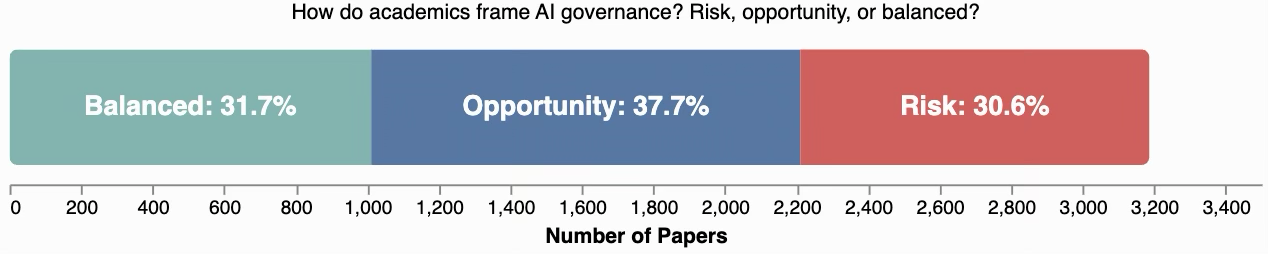 How do academics frame AI governance? Risk, opportunity, or balanced?
Balanced: 31.7% Opportunity: 37.7% Risk: 30.6%
0 200 400 600 800 1,000 1,200 1,400 1,600 1,800 2,000 2,200 2,400 2,600 2,800 3,000 3,200 3,400
Number of Papers